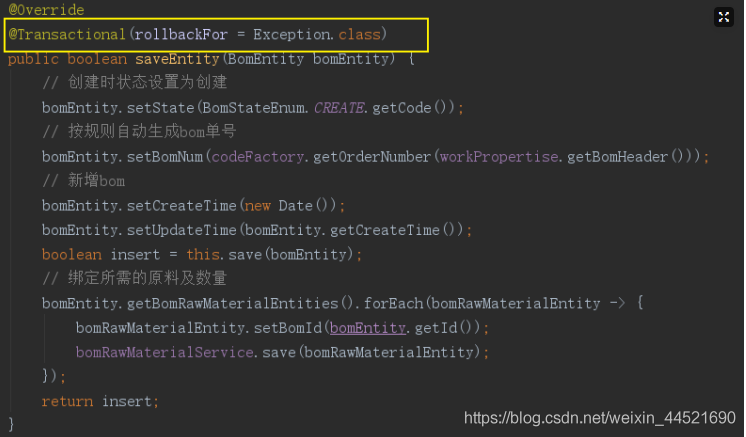 @Override
@Transactional(rollbackFor = Exception.class)
public boolean saveEntity(BomEntity bomEntity) {
// 创建时状态设置为创建
bomEntity.setState(BomStateEnum.CREATE.getCode());
// 按规则自动生成bom单号
bomEntity.setBomNum(codeFactory.getOrderNumber(workPropertise.getBomHeader()));
// 新增bom
bomEntity.setCreateTime(new Date());
bomEntity.setUpdateTime(bomEntity.getCreateTime());
boolean insert = this.save(bomEntity);
// 绑定所需的原料及数量
bomEntity.getBomRawMaterialEntities().forEach(bomRawMaterialEntity -> {
bomRawMaterialEntity.setBomId(bomEntity.getId());
bomRawMaterialService.save(bomRawMaterialEntity);
});
return insert;
}
https://blog.csdn.net/weixin_44521690